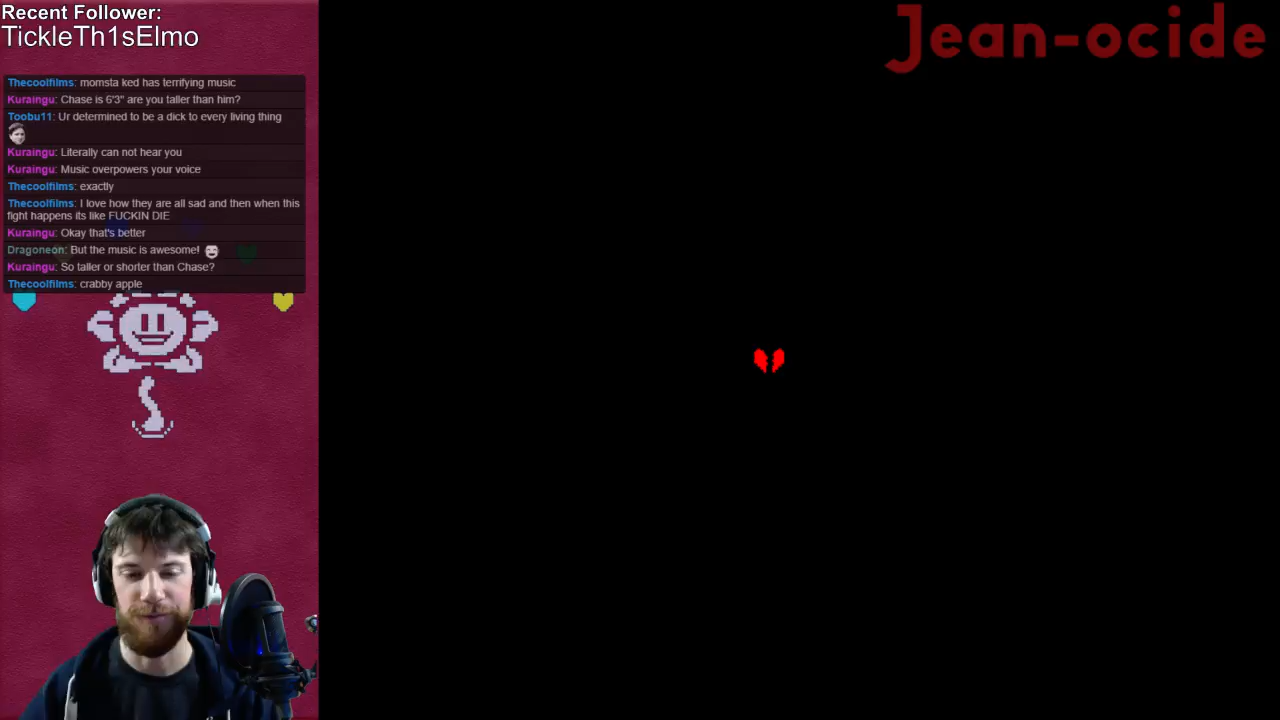 Recent Follower:
TickleTh1sElmo
Jean-ocide
Thecoolfilms: momsta ked has terrifying music
Kuraingu: Chase is 6'3" are you taller than him?
Toobu11: Ur determined to be a dick to every living thing
Kuraingu: Literally can not hear you
Kuraingu: Music overpowers your voice
Thecoolfilms: exactly
Thecoolfilms: I love how they are all sad and then when this
fight happens its like FUCKIN DIE
Kuraingu: Okay that's better
Dragoneon: But the music is awesome!
Kuraingu: So taller or shorter than Chase?
Thecoolfilms: crabby apple